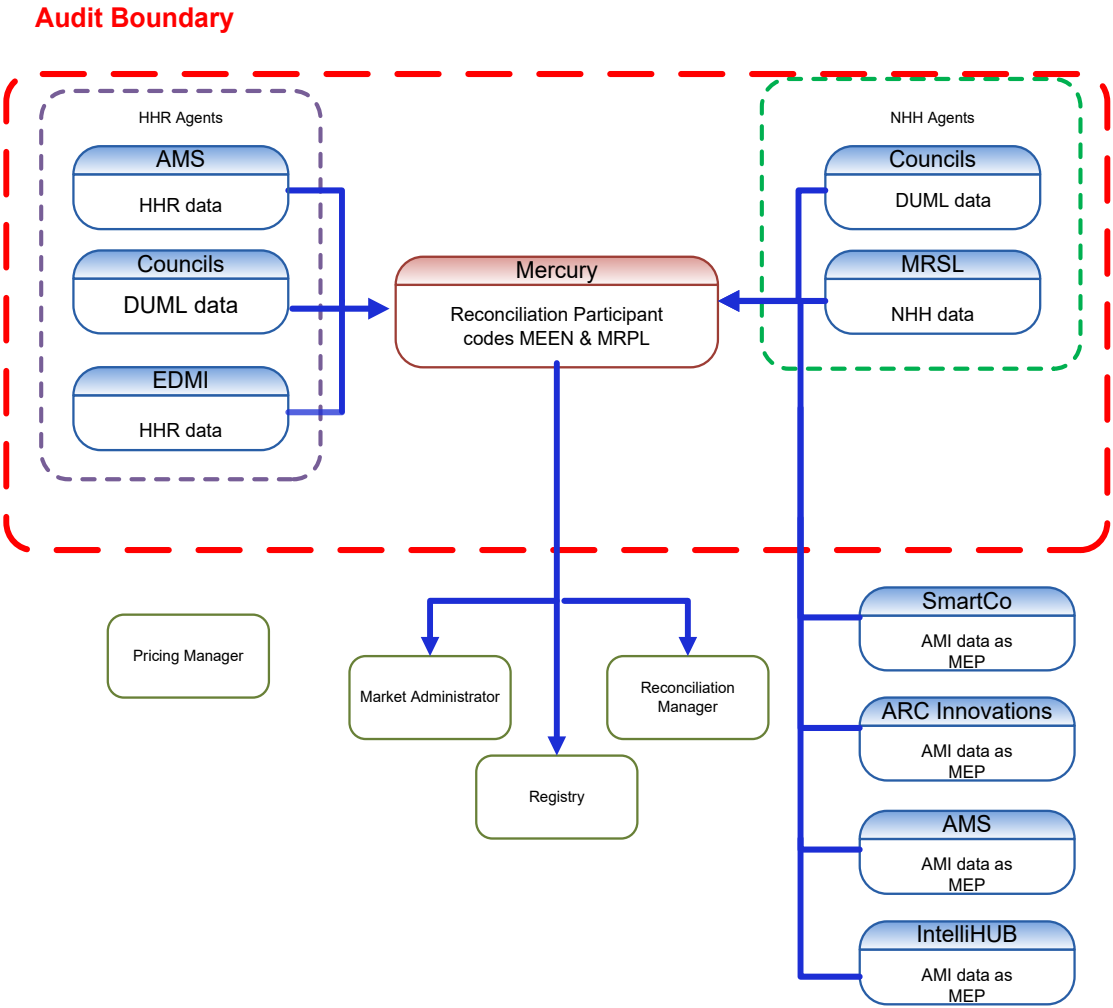 Audit Boundary
HHR Agents
AMS
HHR data
Councils
DUML data
EDMI
HHR data
Mercury
Reconciliation Participant
codes MEEN & MRPL
NHH Agents
Councils
DUML data
MRSL
NHH data
Pricing Manager
Market Administrator
Reconciliation
Manager
Registry
SmartCo
AMI data as
MEP
ARC Innovations
AMI data as
MEP
AMS
AMI data as
MEP
IntelliHUB
AMI data as
MEP